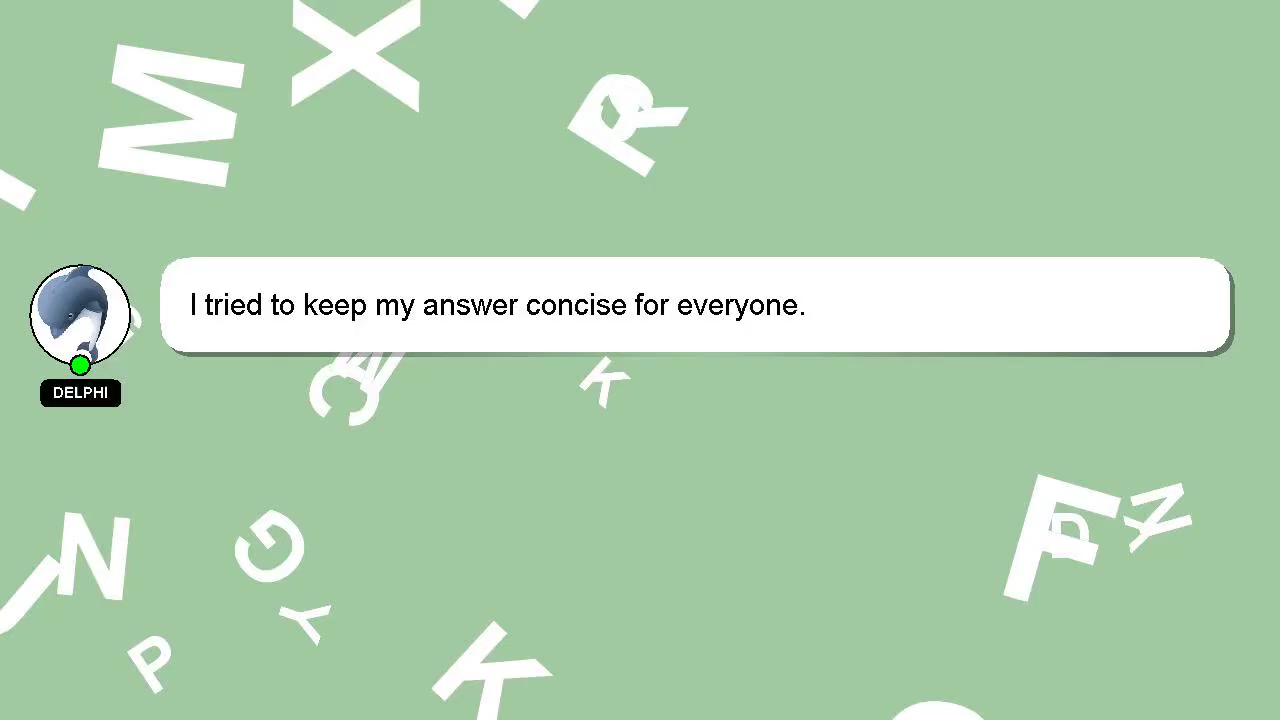 M
X
R
I tried to keep my answer concise for everyone.
DELPHI
C
K
F
D
Y
Z
N
G
Y
P
K